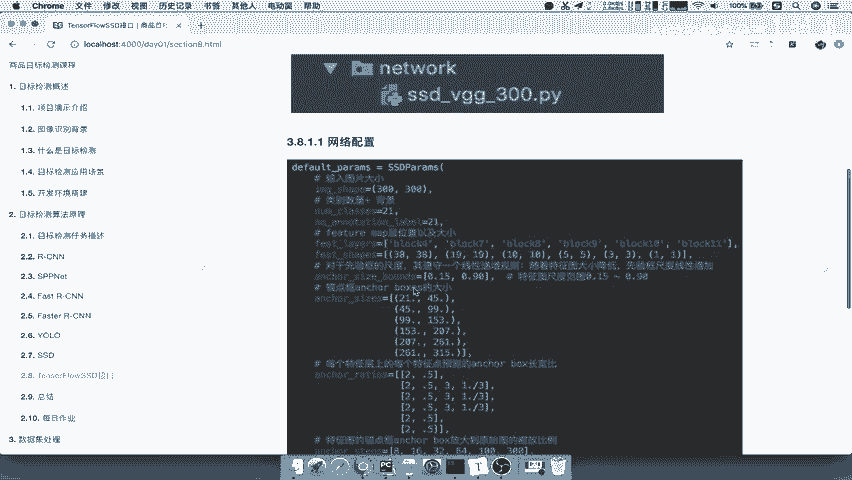 Chrome 文件 修改 视图 历史记录 书签 其他人 电动窗 帮助
100%
TensorFlowSSD接口 | 商品目
localhost:4000/day01/section8.html
商品目标检测课程
1. 目标检测概述
1.1. 项目演示介绍
1.2. 图像识别背景
1.3. 什么是目标检测
1.4. 目标检测应用场景
1.5. 开发环境搭建
2. 目标检测算法原理
2.1. 目标检测任务描述
2.2. R-CNN
2.3. SPPNet
2.4. Fast R-CNN
2.5. Faster R-CNN
2.6. YOLO
2.7. SSD
2.8. TensorFlowSSD接口
2.9. 总结
2.10. 每日作业
3. 数据集处理
network
ssd_vgg_300.py
3.8.1.1 网络配置
default_params = SSDParams(
# 输入图片大小
img_shape=(300, 300),
# 类别数量+ 背景
num_classes=21,
no_annotation_label=21,
# feature map层位置以及大小
feat_layers=['block4', 'block7', 'block8', 'block9', 'block10', 'block11'],
feat_shapes=[(38, 38), (19, 19), (10, 10), (5, 5), (3, 3), (1, 1)],
# 对于先验框的尺度，其遵守一个线性递增规则：随着特征图大小降低，先验框尺度线性增加
anchor_size_bounds=[0.15, 0.90], # 特征图尺度范围0.15 ~ 0.90
# 锚点框anchor boxes的大小
anchor_sizes=[(21., 45.),
(45., 99.),
(99., 153.),
(153., 207.),
(207., 261.),
(261., 315.)],
# 每个特征层上的每个特征点预测的anchor box长宽比
anchor_ratios=[[2, .5],
[2, .5, 3, 1./3],
[2, .5, 3, 1./3],
[2, .5, 3, 1./3],
[2, .5],
[2, .5]],
# 特征图的锚点框anchor box放大到原始图的缩放比例
anchor_steps=[8, 16, 32, 64, 100, 300],